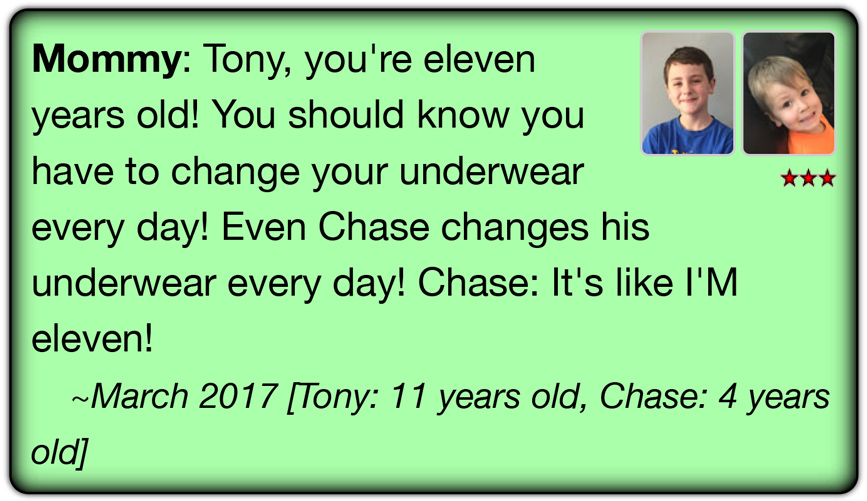 Mommy: Tony, you're eleven
years old! You should know you
have to change your underwear
every day! Even Chase changes his
underwear every day! Chase: It's like I'M
eleven!
~March 2017 [Tony: 11 years old, Chase: 4 years
old]